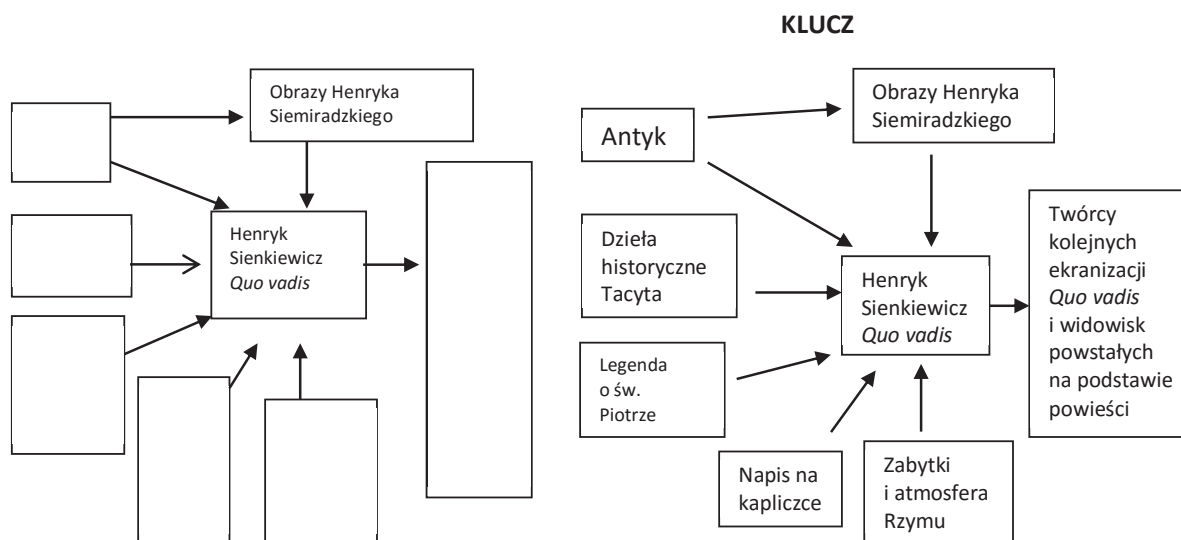 KLUCZ
Obrazy Henryka
Siemiradzkiego
Henryk
Sienkiewicz
Quo vadis
Antyk
Obrazy Henryka
Siemiradzkiego
Dzieła
historyczne
Tacyta
Henryk
Sienkiewicz
Quo vadis
Twórcy
kolejnych
ekranizacji
Quo vadis
i widowisk
powstałych
na podstawie
powieści
Legenda
o św.
Piotrze
Napis na
kapliczce
Zabytki
i atmosfera
Rzymu